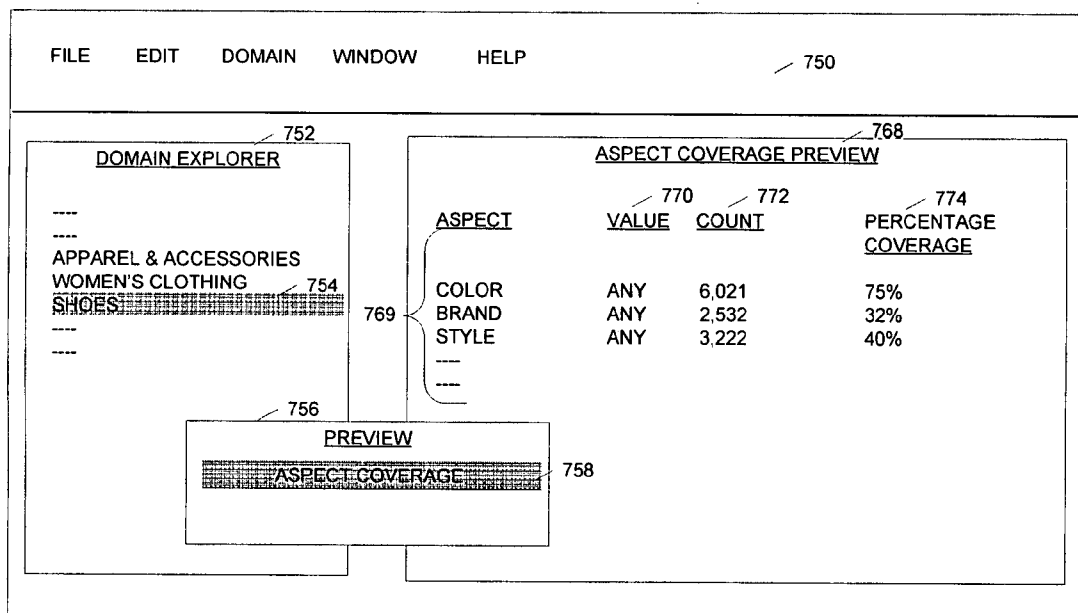 FILE EDIT DOMAIN WINDOW HELP 750
752
DOMAIN EXPLORER
----
----
APPAREL & ACCESSORIES
WOMEN'S CLOTHING
SHOES 754
----
----
768
ASPECT COVERAGE PREVIEW
770 772 774
ASPECT VALUE COUNT PERCENTAGE COVERAGE
COLOR ANY 6,021 75%
769 BRAND ANY 2,532 32%
STYLE ANY 3,222 40%
----
----
756
PREVIEW
ASPECT COVERAGE 758